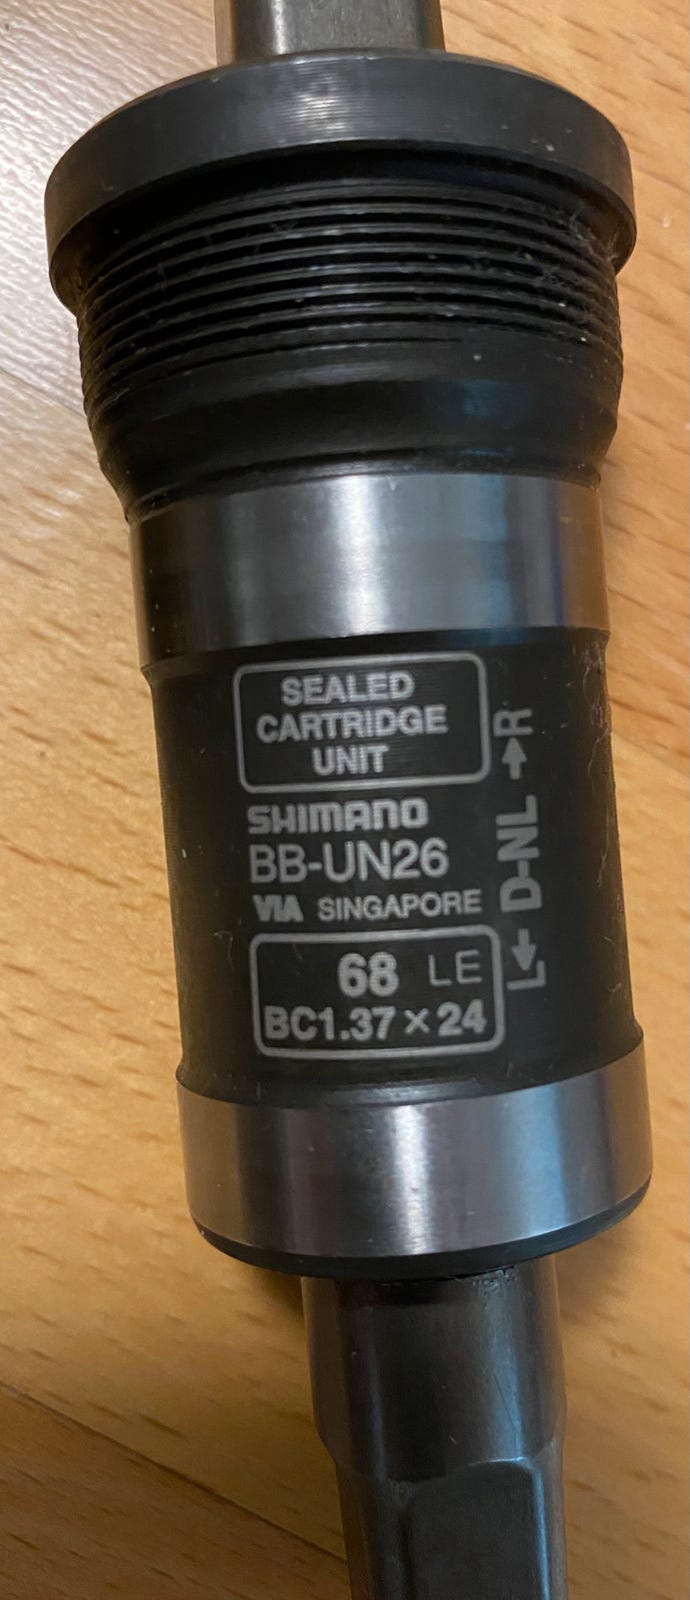 SEALED
CARTRIDGE
UNIT
SHIMANO
BB-UN26
VIA SINGAPORE
68 LE
BC1.37×24
L← D-NL →R